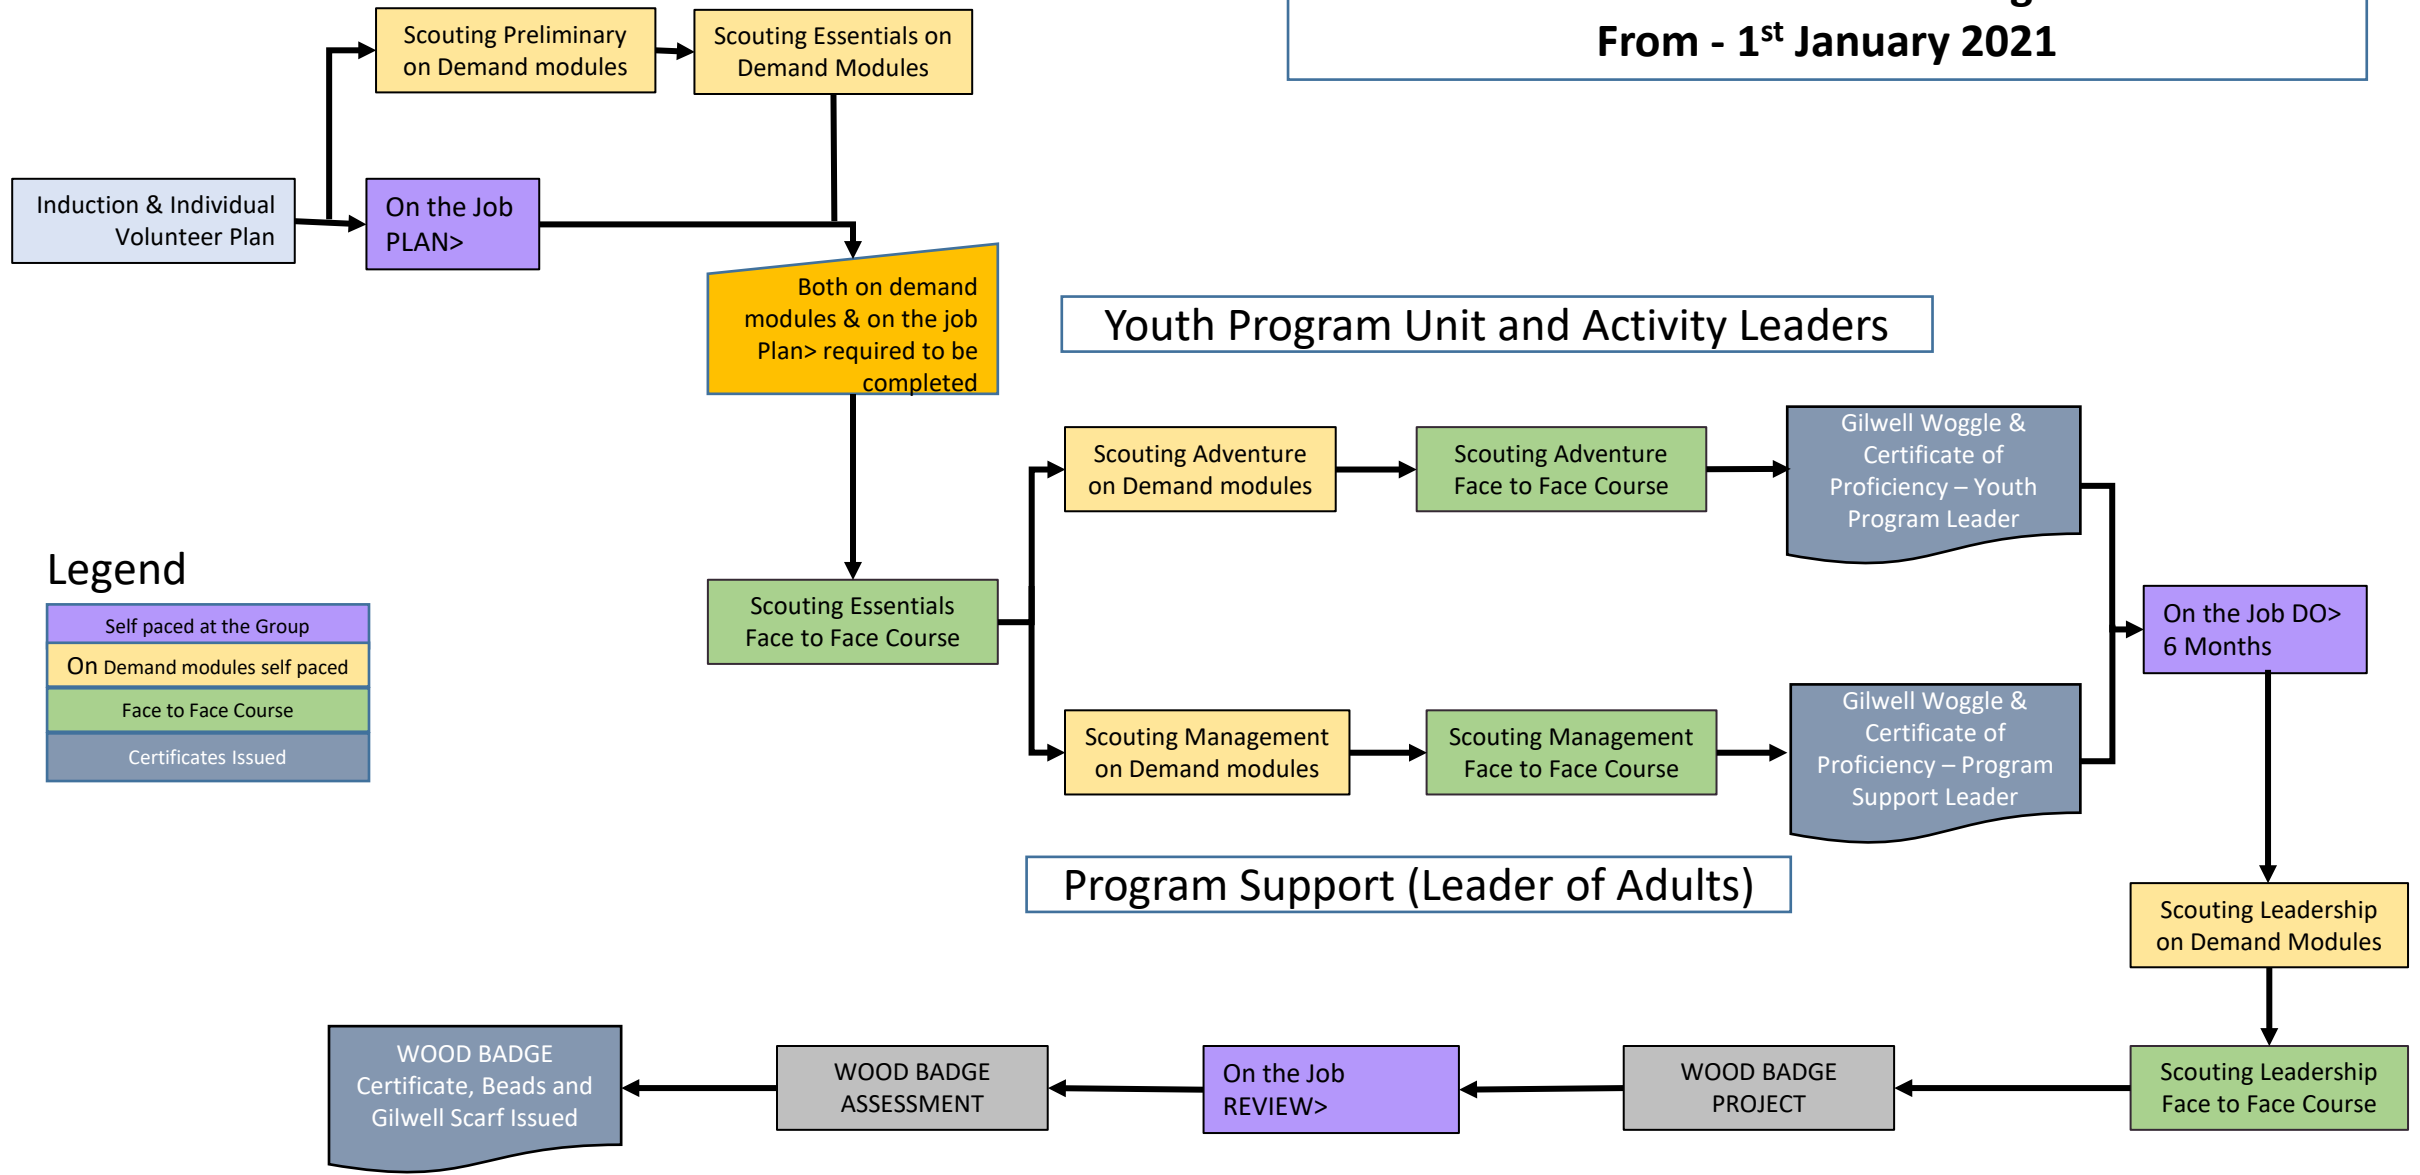 From - 1st January 2021
Scouting Preliminary
on Demand modules
Scouting Essentials on
Demand Modules
Induction & Individual
Volunteer Plan
On the Job
PLAN>
Both on demand
modules & on the job
Plan> required to be
completed
Youth Program Unit and Activity Leaders
Scouting Adventure
on Demand modules
Scouting Adventure
Face to Face Course
Gilwell Woggle &
Certificate of
Proficiency – Youth
Program Leader
Legend
Self paced at the Group
On Demand modules self paced
Face to Face Course
Certificates Issued
Scouting Essentials
Face to Face Course
On the Job DO>
6 Months
Scouting Management
on Demand modules
Scouting Management
Face to Face Course
Gilwell Woggle &
Certificate of
Proficiency – Program
Support Leader
Program Support (Leader of Adults)
Scouting Leadership
on Demand Modules
Scouting Leadership
Face to Face Course
WOOD BADGE
PROJECT
On the Job
REVIEW>
WOOD BADGE
ASSESSMENT
WOOD BADGE
Certificate, Beads and
Gilwell Scarf Issued